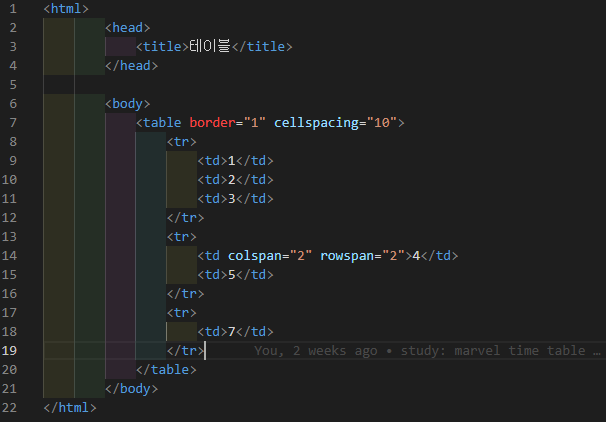 1 <html>
2 <head>
3 <title>테이블</title>
4 </head>
5
6 <body>
7 <table border="1" cellspacing="10">
8 <tr>
9 <td>1</td>
10 <td>2</td>
11 <td>3</td>
12 </tr>
13 <tr>
14 <td colspan="2" rowspan="2">4</td>
15 <td>5</td>
16 </tr>
17 <tr>
18 <td>7</td>
19 </tr> You, 2 weeks ago • study: marvel time table …
20 </table>
21 </body>
22 </html>